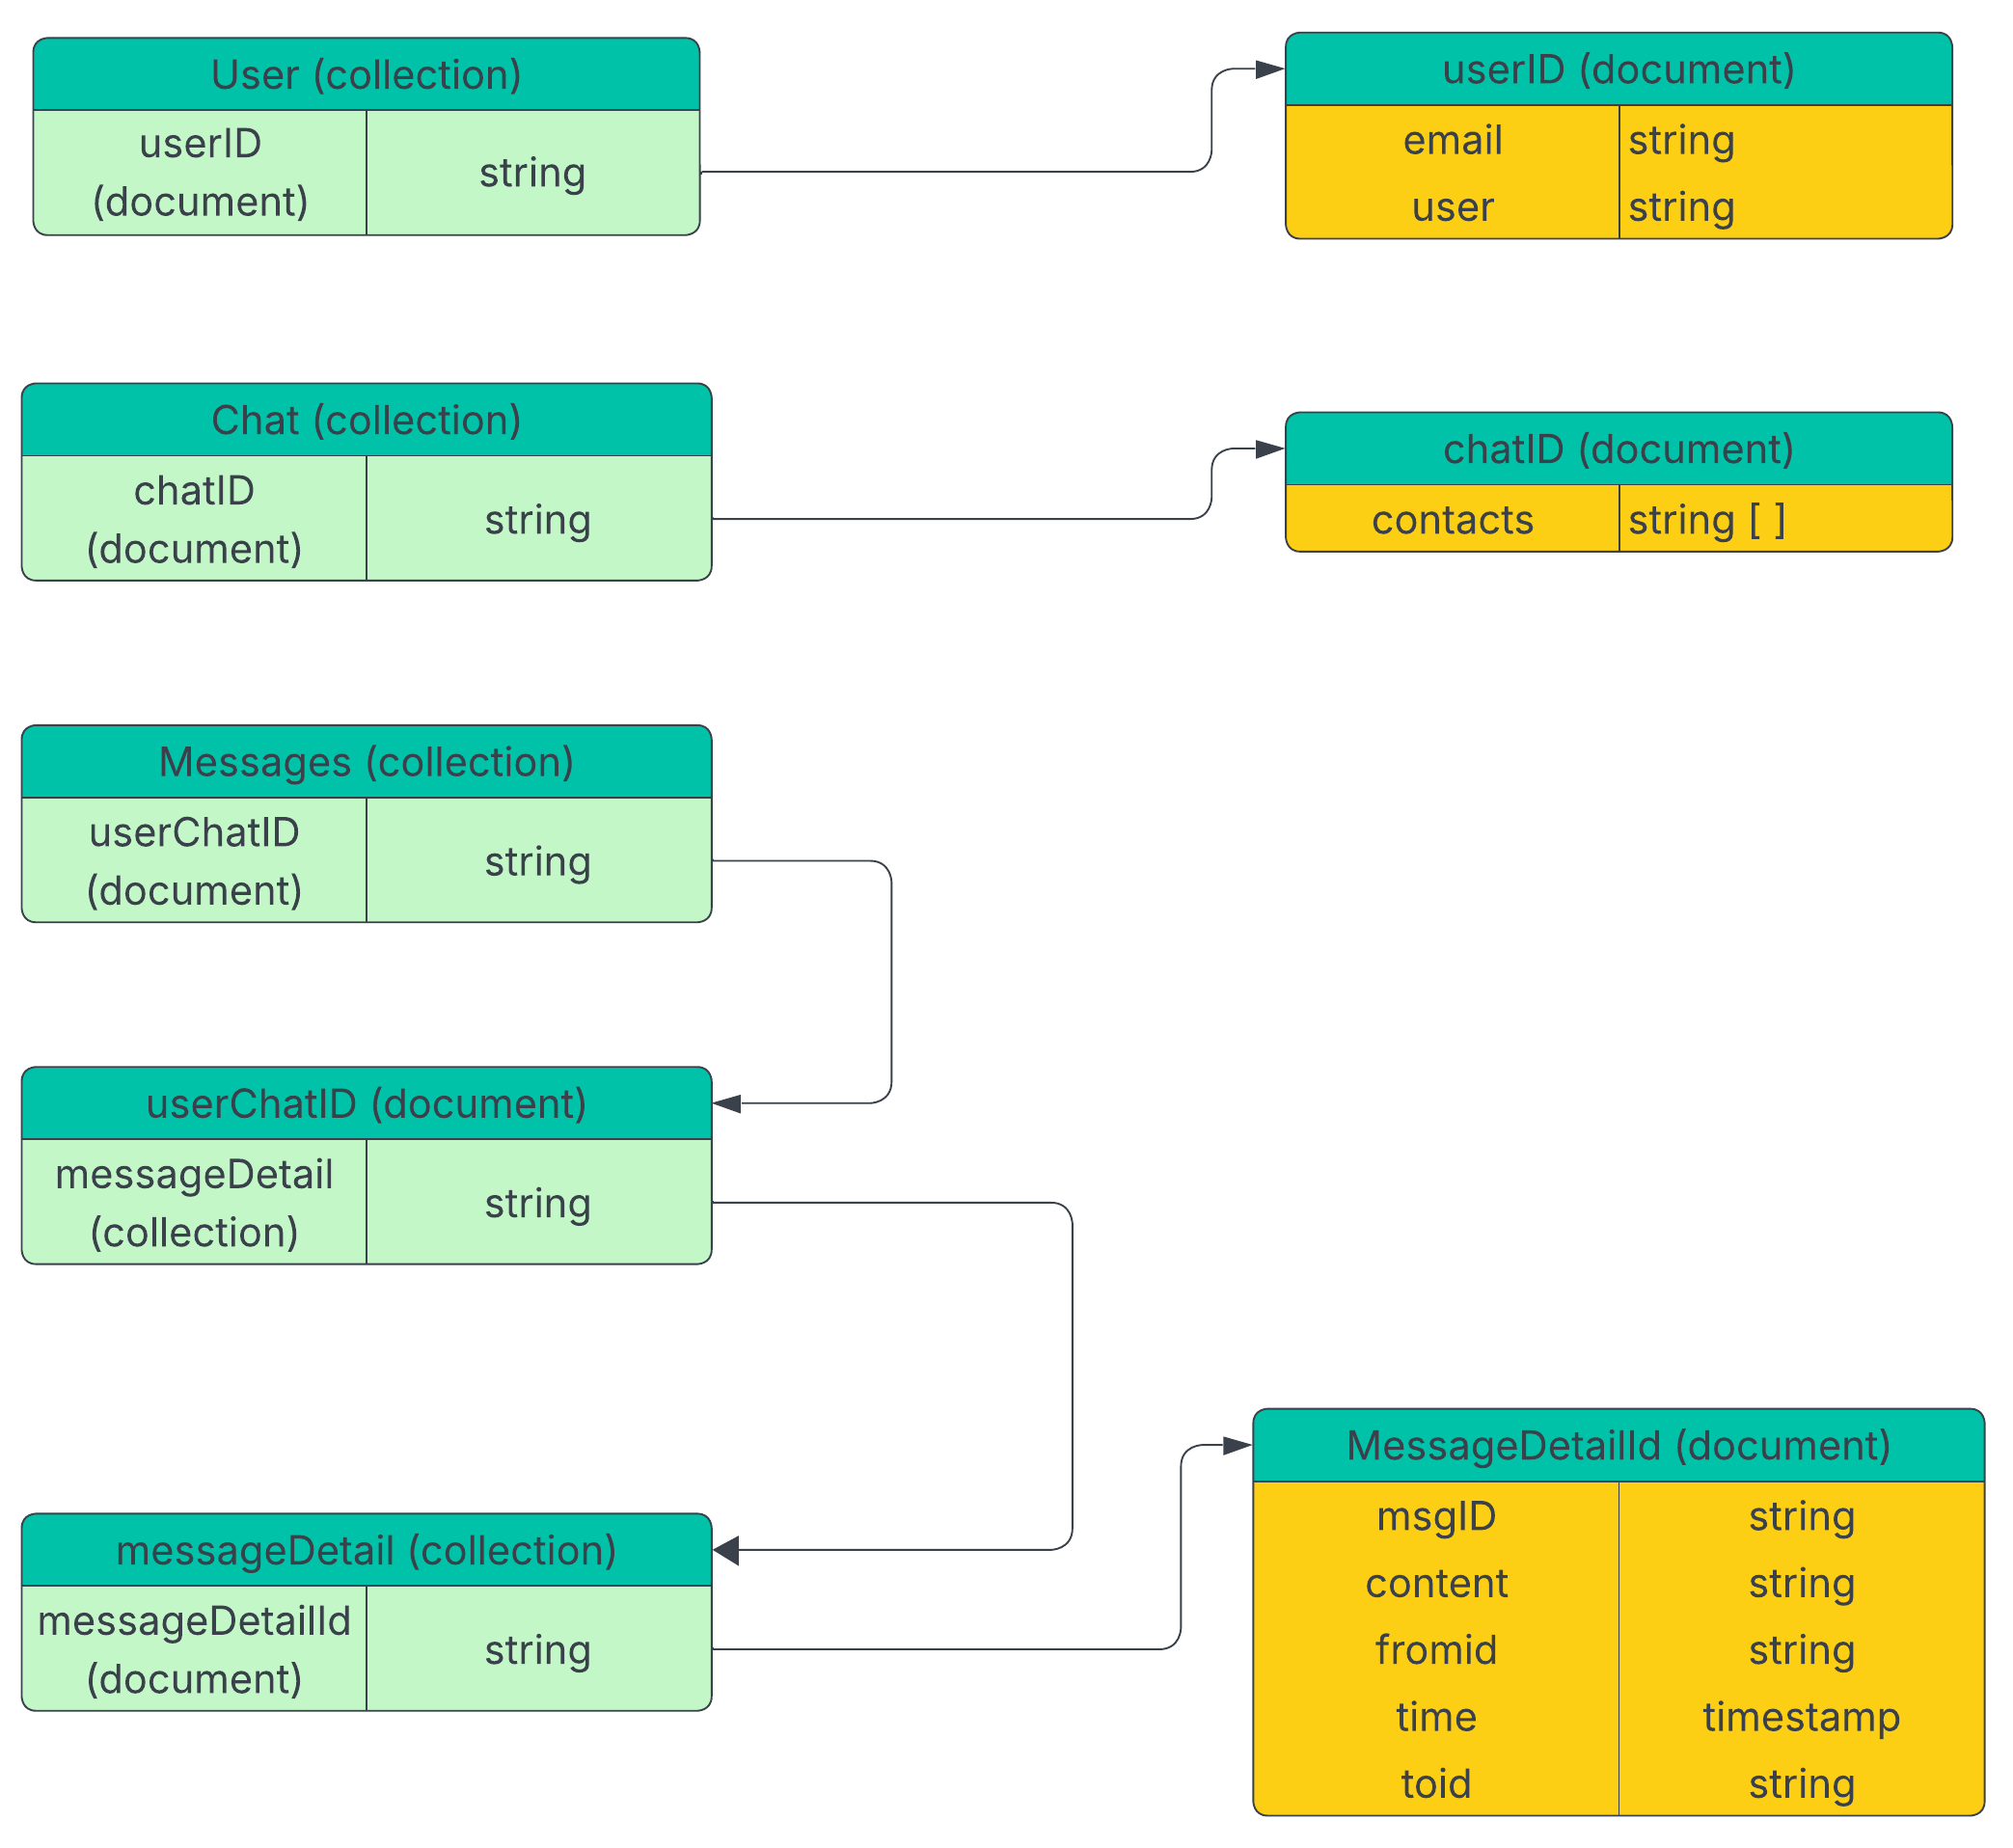 User (collection)
userID
(document)
string
userID (document)
email
string
user
string
Chat (collection)
chatID
(document)
string
chatID (document)
contacts
string [ ]
Messages (collection)
userChatID
(document)
string
userChatID (document)
messageDetail
(collection)
string
messageDetail (collection)
messageDetailId
(document)
string
MessageDetailId (document)
msgID
string
content
string
fromid
string
time
timestamp
toid
string